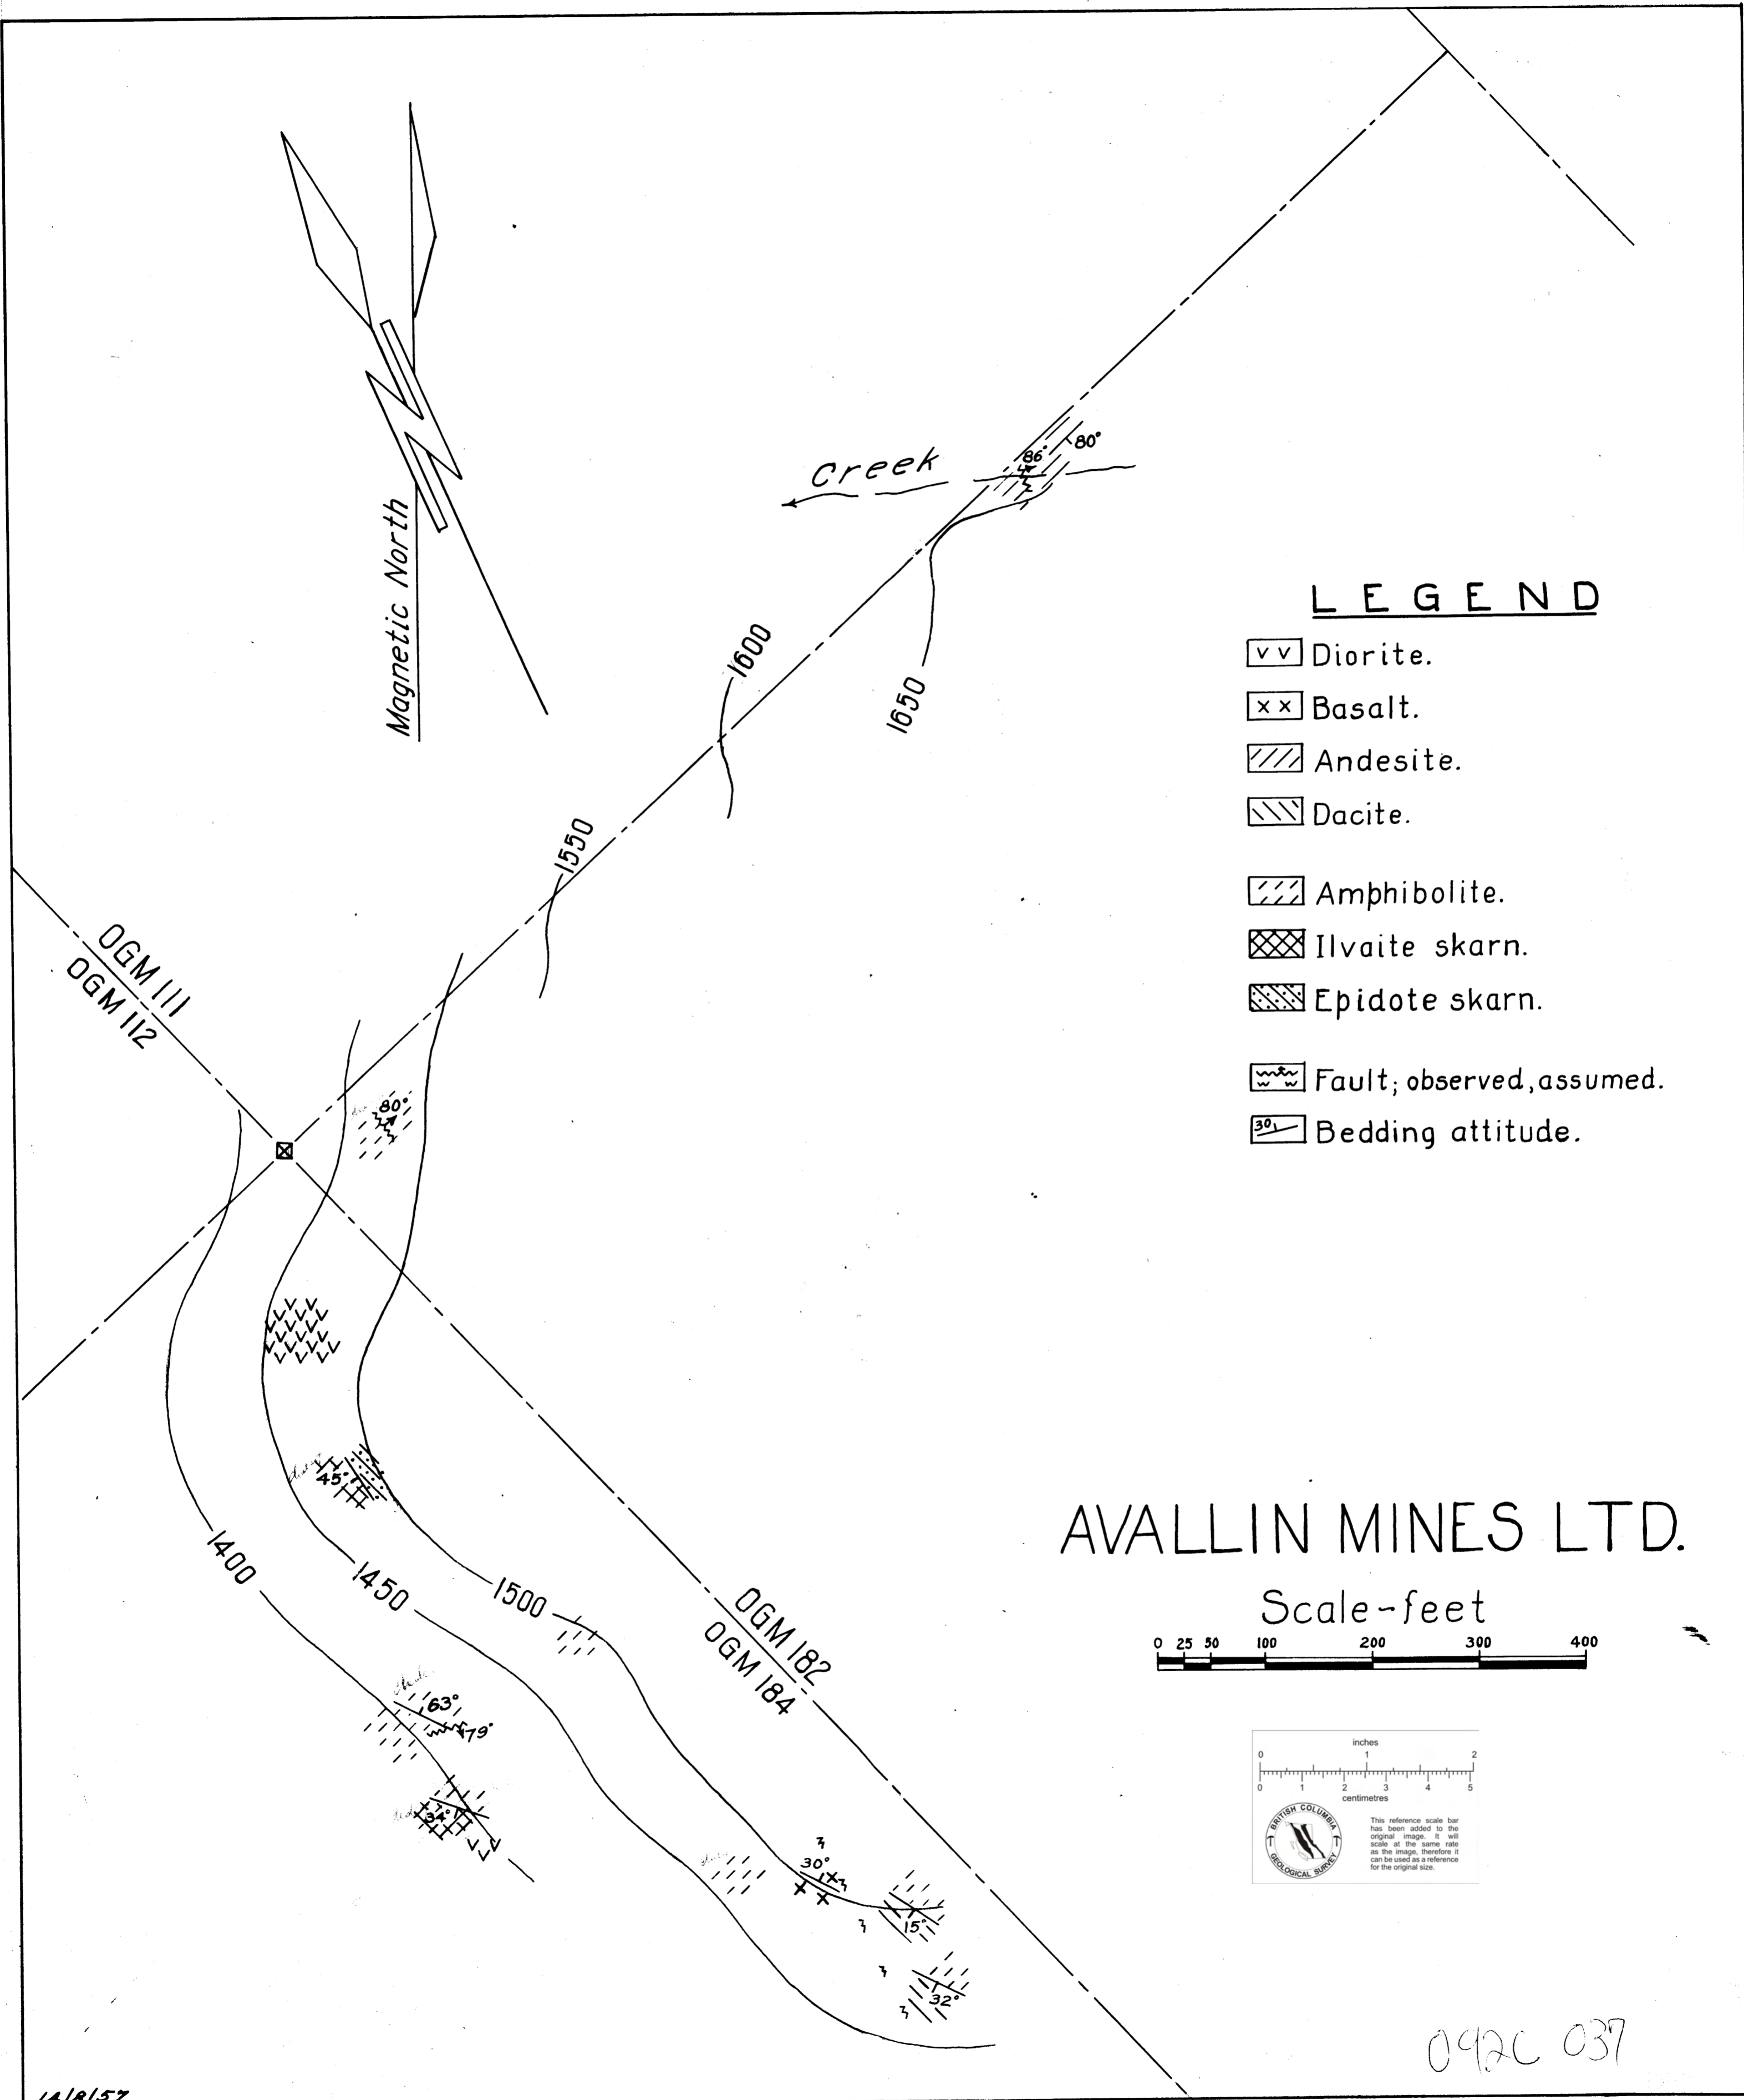 80°
86°
Creek
Magnetic North
1600
1650
1550
LEGEND
v v Diorite.
x x Basalt.
Andesite.
Dacite.
Amphibolite.
Ilvaite skarn.
Epidote skarn.
Fault; observed, assumed.
30 Bedding attitude.
OGM 111
OGM 112
80°
45°
1400
1450
1500
OGM 182
OGM 184
63°
79°
34°
30°
15°
32°
AVALLIN MINES LTD.
Scale-feet
0 25 50 100 200 300 400
inches
0 1 2
0 1 2 3 4 5
centimetres
BRITISH COLUMBIA
GEOLOGICAL SURVEY
This reference scale bar
has been added to the
original image. It will
scale at the same rate
as the image, therefore it
can be used as a reference
for the original size.
092C 037